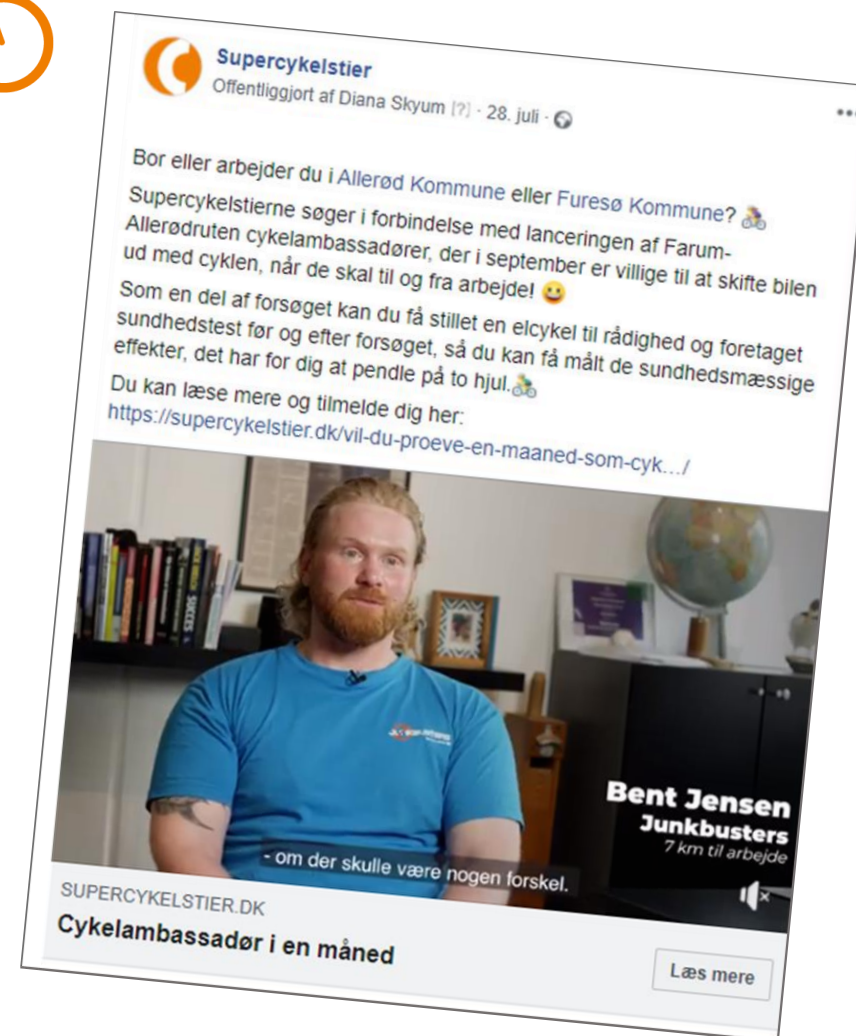 Supercykelstier
Offentliggjort af Diana Skyum [?] · 28. juli ·
Bor eller arbejder du i Allerød Kommune eller Furesø Kommune? 🚴
Supercykelstierne søger i forbindelse med lanceringen af Farum-
Allerødruten cykelambassadører, der i september er villige til at skifte bilen
ud med cyklen, når de skal til og fra arbejde! 😀
Som en del af forsøget kan du få stillet en elcykel til rådighed og foretaget
sundhedstest før og efter forsøget, så du kan få målt de sundhedsmæssige
effekter, det har for dig at pendle på to hjul. 🚴
Du kan læse mere og tilmelde dig her:
https://supercykelstier.dk/vil-du-proeve-en-maaned-som-cyk.../
Bent Jensen
Junkbusters
7 km til arbejde
- om der skulle være nogen forskel.
SUPERCYKELSTIER.DK
Cykelambassadør i en måned
Læs mere